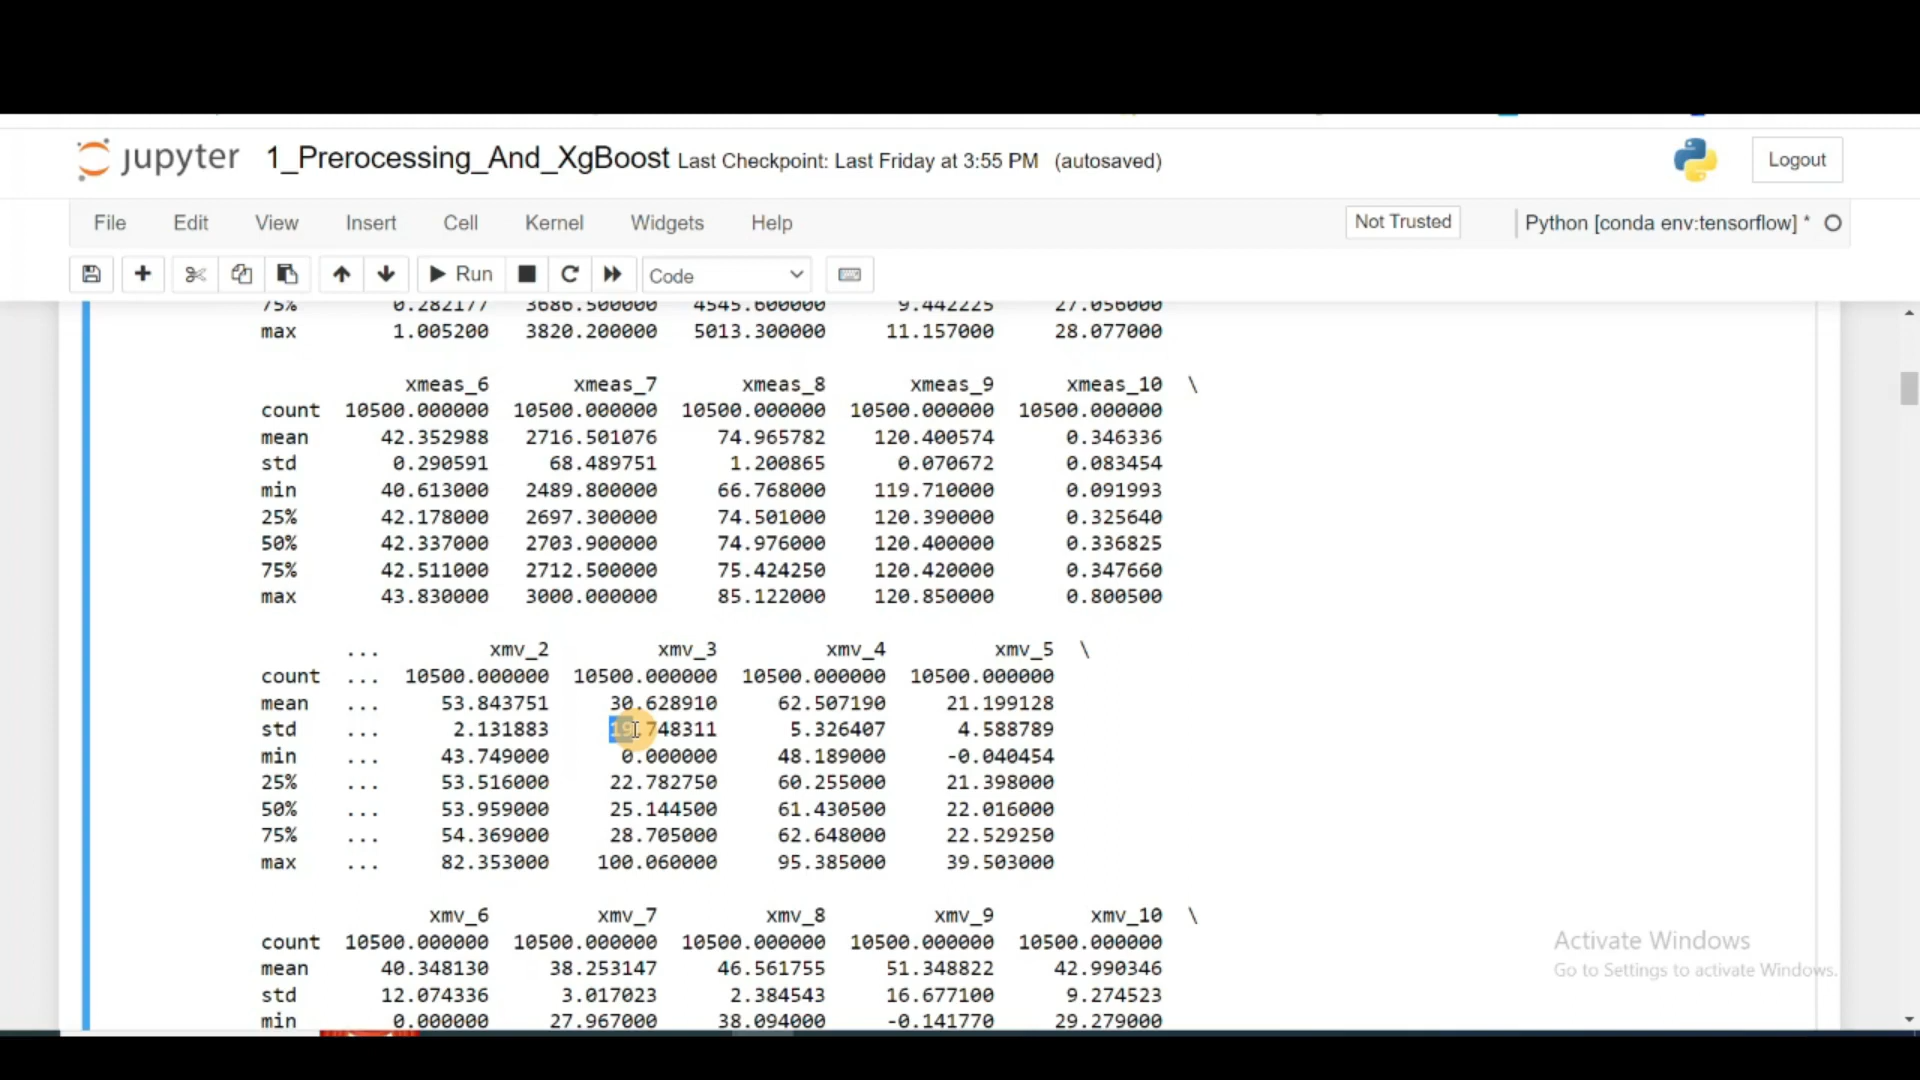 jupyter 1_Prerocessing_And_XgBoost Last Checkpoint: Last Friday at 3:55 PM (autosaved) Logout
File Edit View Insert Cell Kernel Widgets Help Not Trusted Python [conda env:tensorflow] *
Run Code
75% 0.282177 3686.500000 4545.600000 9.442225 27.056000
max 1.005200 3820.200000 5013.300000 11.157000 28.077000
xmeas_6 xmeas_7 xmeas_8 xmeas_9 xmeas_10 \
count 10500.000000 10500.000000 10500.000000 10500.000000 10500.000000
mean 42.352988 2716.501076 74.965782 120.400574 0.346336
std 0.290591 68.489751 1.200865 0.070672 0.083454
min 40.613000 2489.800000 66.768000 119.710000 0.091993
25% 42.178000 2697.300000 74.501000 120.390000 0.325640
50% 42.337000 2703.900000 74.976000 120.400000 0.336825
75% 42.511000 2712.500000 75.424250 120.420000 0.347660
max 43.830000 3000.000000 85.122000 120.850000 0.800500
... xmv_2 xmv_3 xmv_4 xmv_5 \
count ... 10500.000000 10500.000000 10500.000000 10500.000000
mean ... 53.843751 30.628910 62.507190 21.199128
std ... 2.131883 19.748311 5.326407 4.588789
min ... 43.749000 0.000000 48.189000 -0.040454
25% ... 53.516000 22.782750 60.255000 21.398000
50% ... 53.959000 25.144500 61.430500 22.016000
75% ... 54.369000 28.705000 62.648000 22.529250
max ... 82.353000 100.060000 95.385000 39.503000
xmv_6 xmv_7 xmv_8 xmv_9 xmv_10 \
count 10500.000000 10500.000000 10500.000000 10500.000000 10500.000000
mean 40.348130 38.253147 46.561755 51.348822 42.990346
std 12.074336 3.017023 2.384543 16.677100 9.274523
min 0.000000 27.967000 38.094000 -0.141770 29.279000
Activate Windows
Go to Settings to activate Windows.